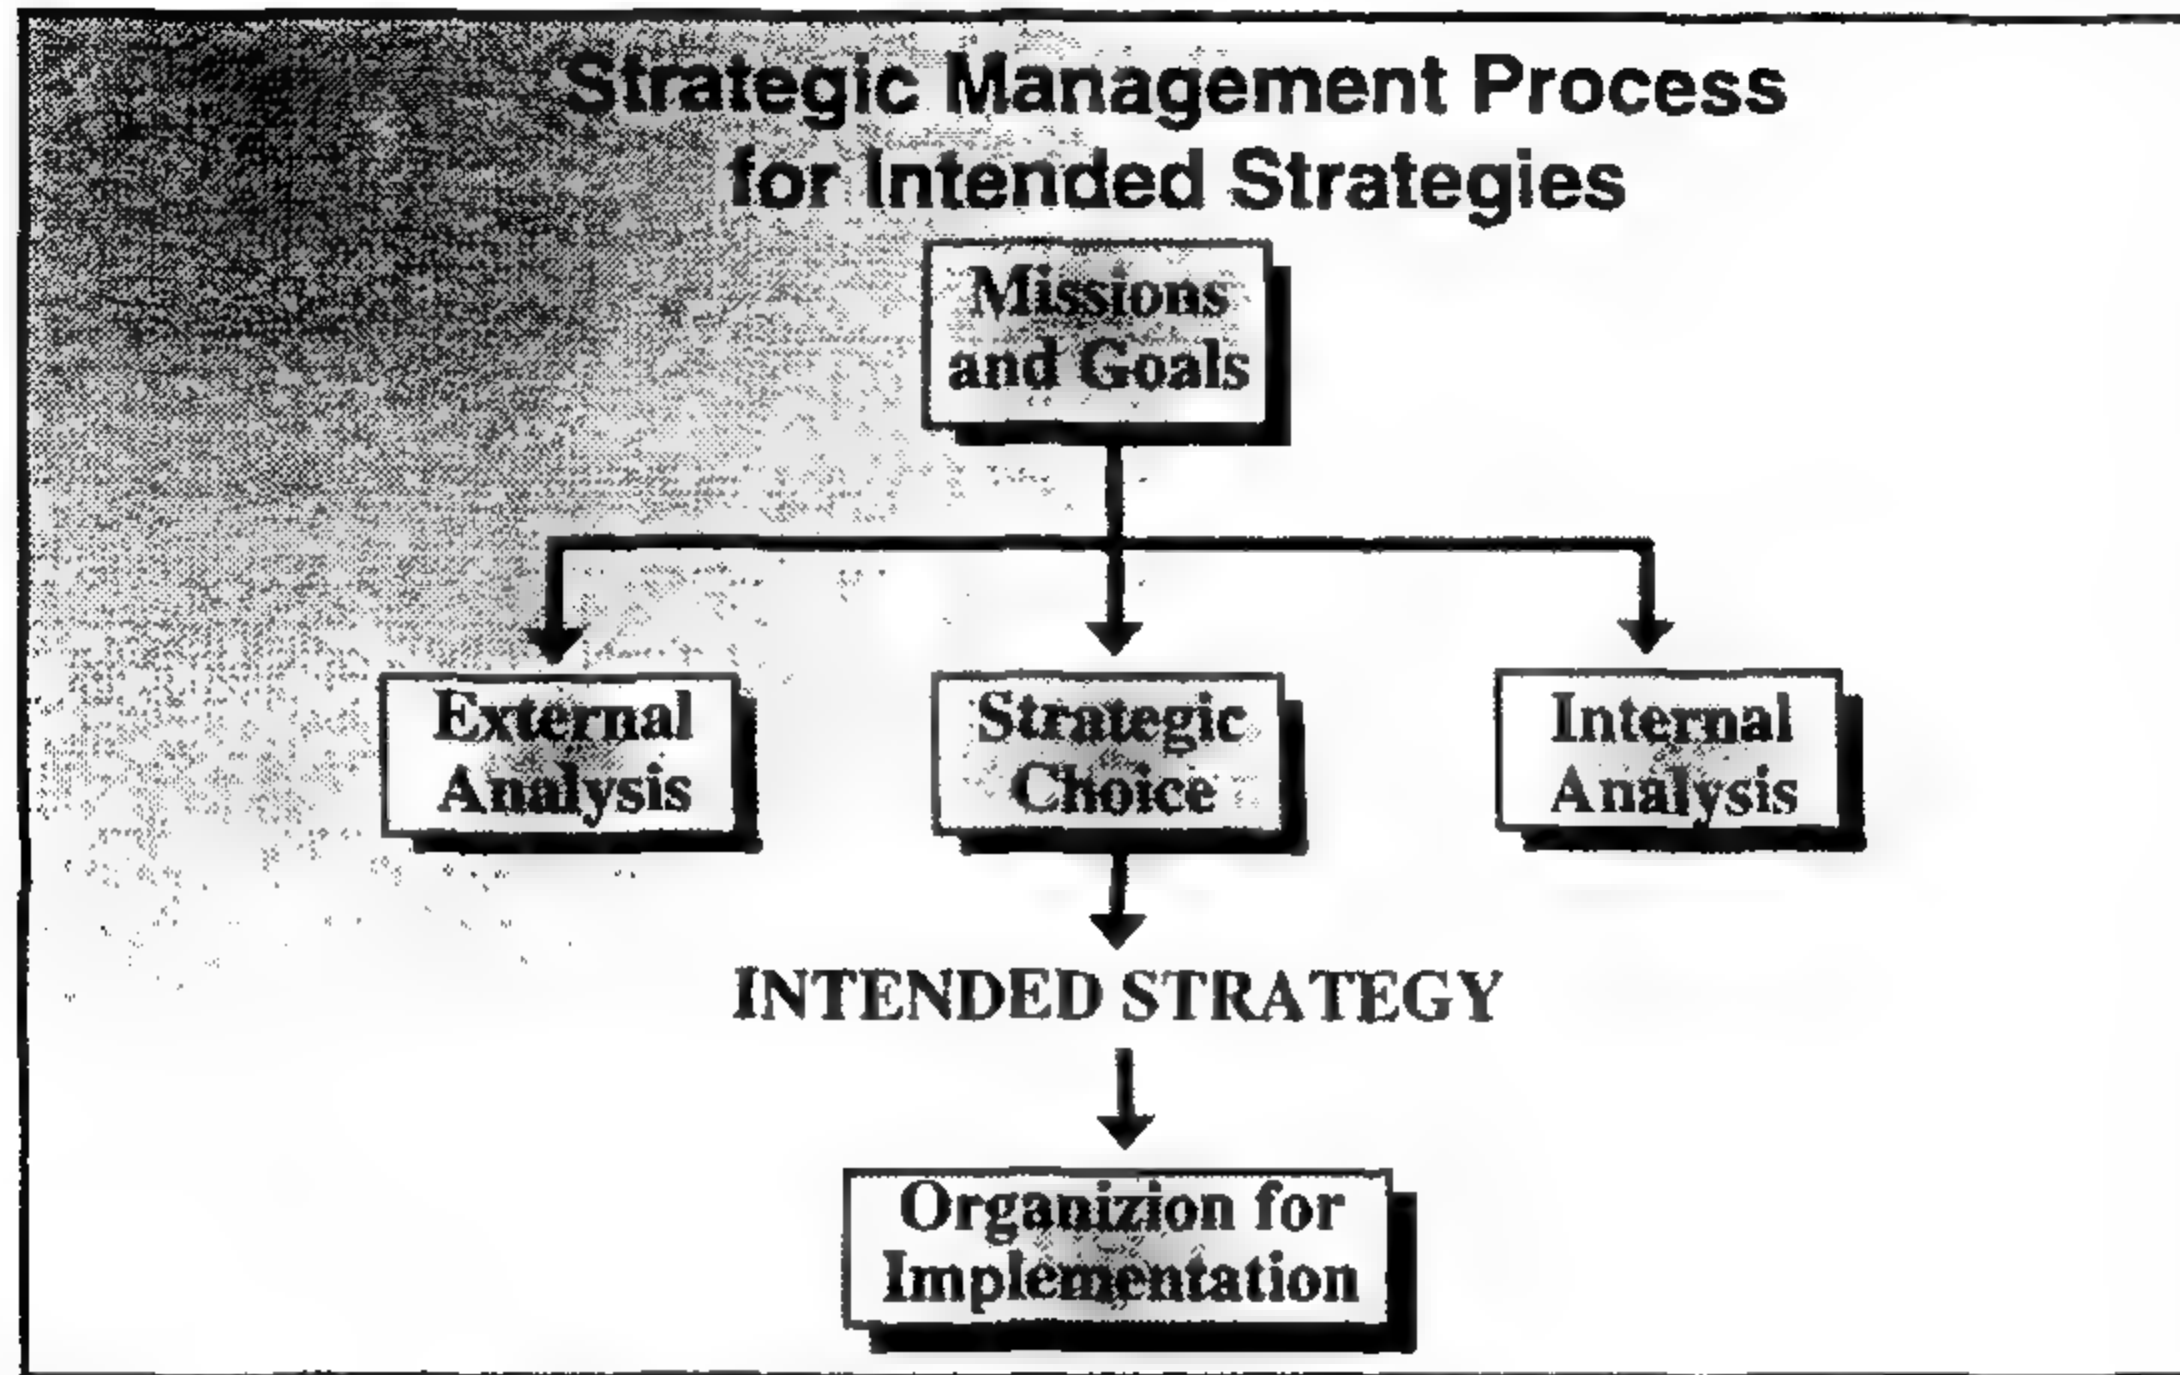 Strategic Management Process
for Intended Strategies
Missions
and Goals
External
Analysis
Strategic
Choice
Internal
Analysis
INTENDED STRATEGY
Organizion for
Implementation